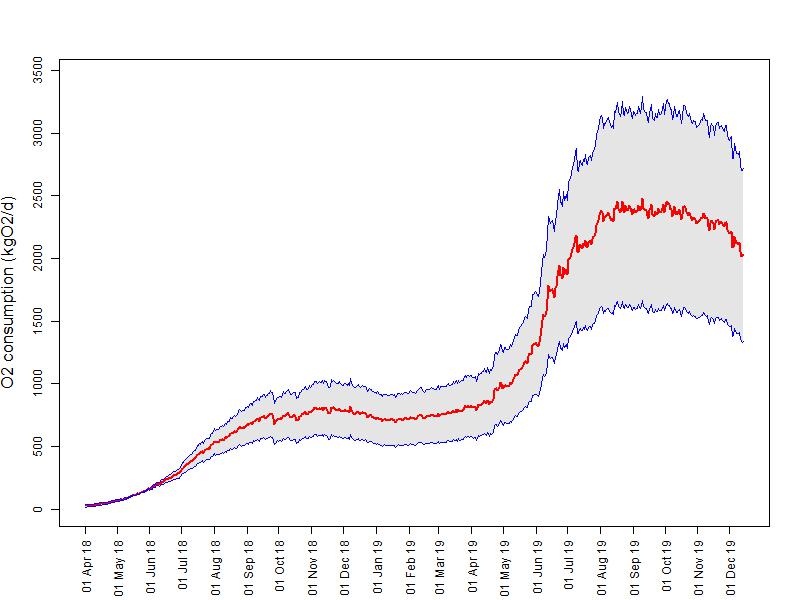 O2 consumption (kgO2/d)
3500
3000
2500
2000
1500
1000
500
0
01 Apr 18
01 May 18
01 Jun 18
01 Jul 18
01 Aug 18
01 Sep 18
01 Oct 18
01 Nov 18
01 Dec 18
01 Jan 19
01 Feb 19
01 Mar 19
01 Apr 19
01 May 19
01 Jun 19
01 Jul 19
01 Aug 19
01 Sep 19
01 Oct 19
01 Nov 19
01 Dec 19